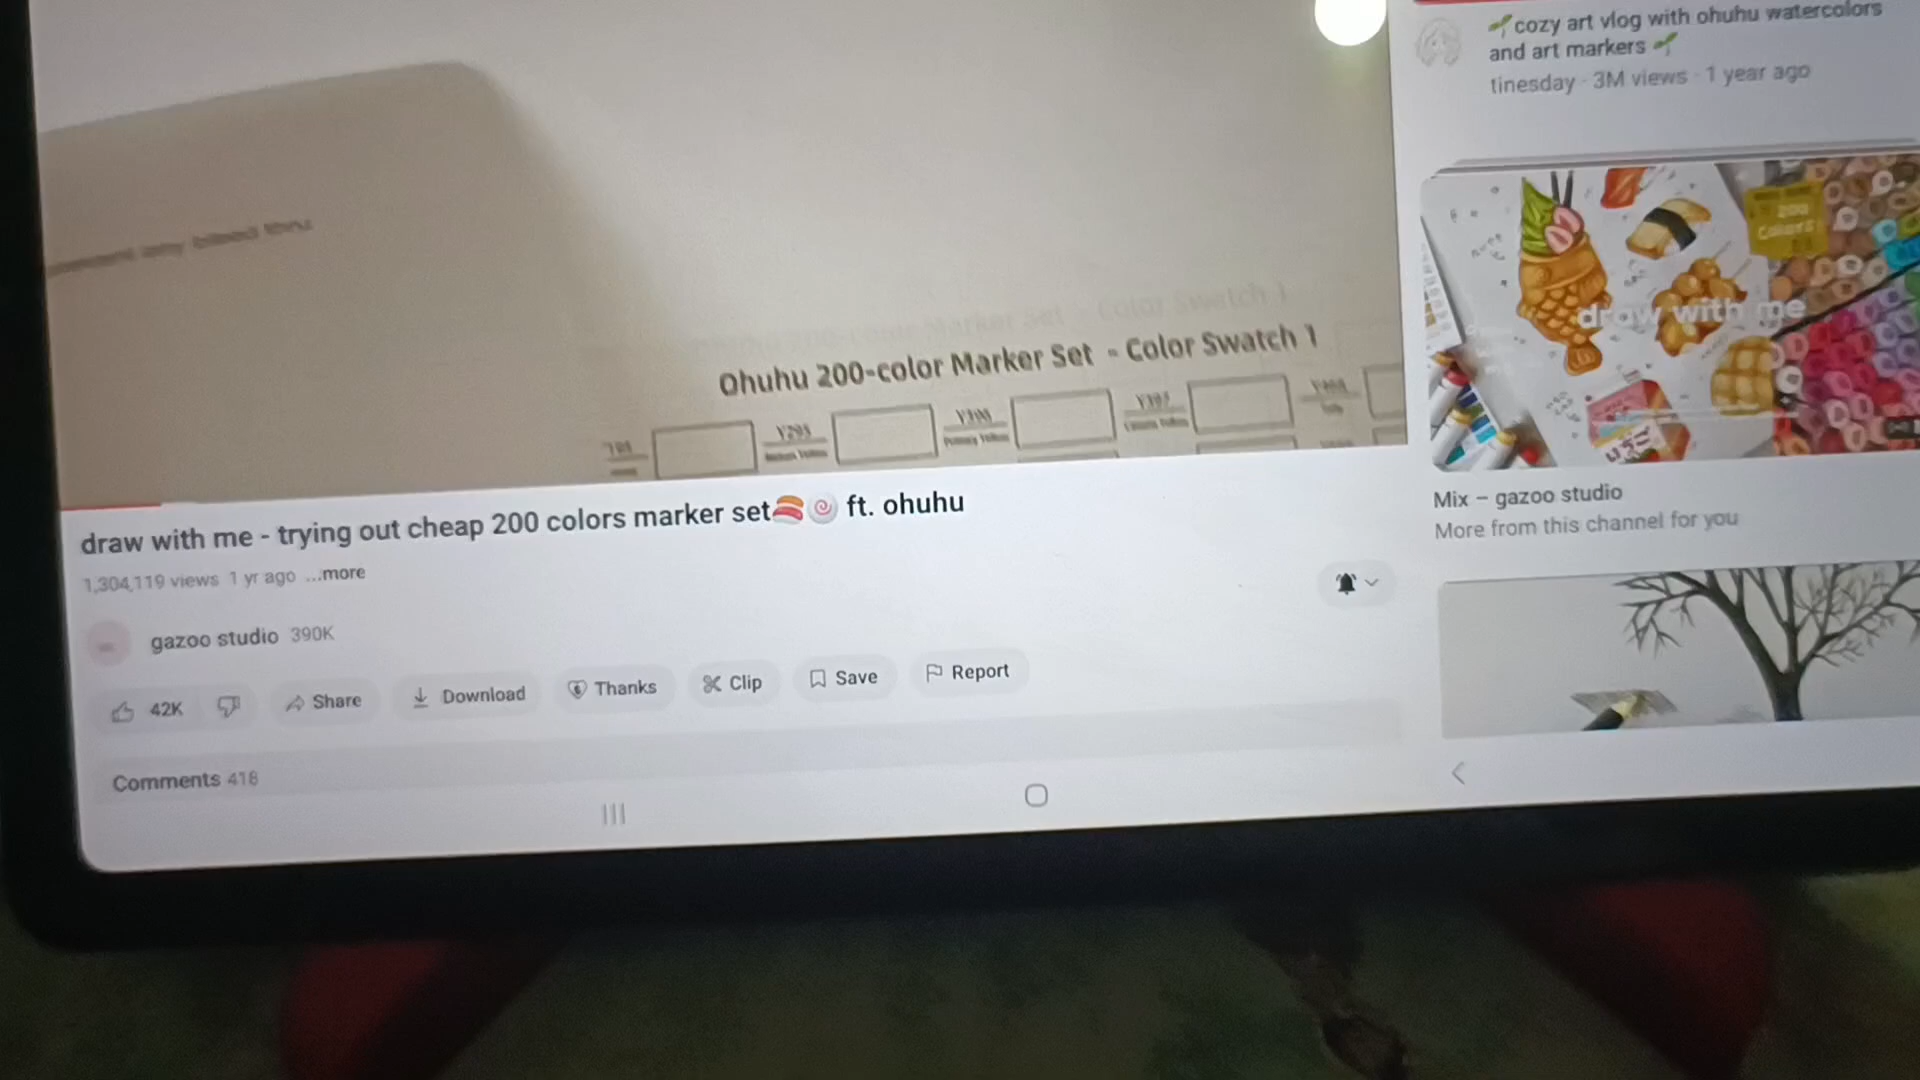 Ohuhu 200-color Marker Set - Color Swatch 1
Y295
draw with me - trying out cheap 200 colors marker set ft. ohuhu
1,304,119 views 1 yr ago ...more
gazoo studio 390K
42K
Share
Download
Thanks
Clip
Save
Report
Comments 418
cozy art vlog with ohuhu watercolors
and art markers
tinesday · 3M views · 1 year ago
200
Colors
draw with me
Mix – gazoo studio
More from this channel for you